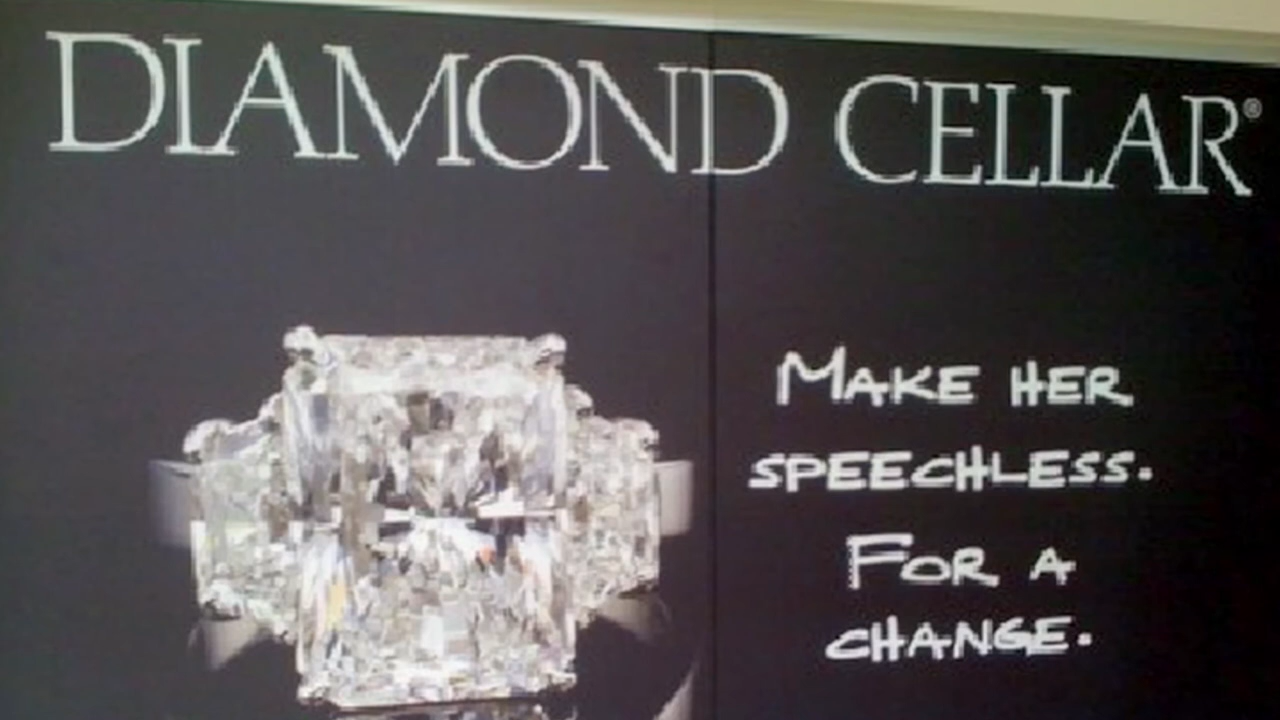 DIAMOND CELLAR®
MAKE HER
SPEECHLESS.
FOR A
CHANGE.